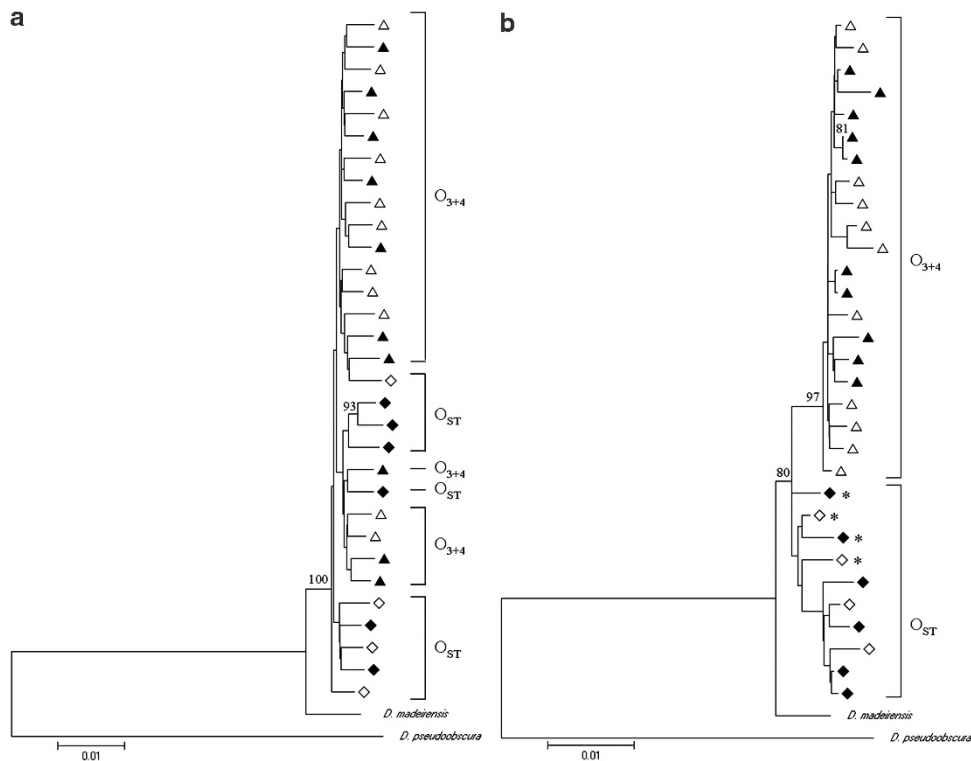 a
O3+4
93
OST
O3+4
OST
O3+4
100
OST
D. madeirensis
D. pseudoobscura
0.01
b
81
O3+4
97
80
*
*
*
*
OST
D. madeirensis
D. pseudoobscura
0.01